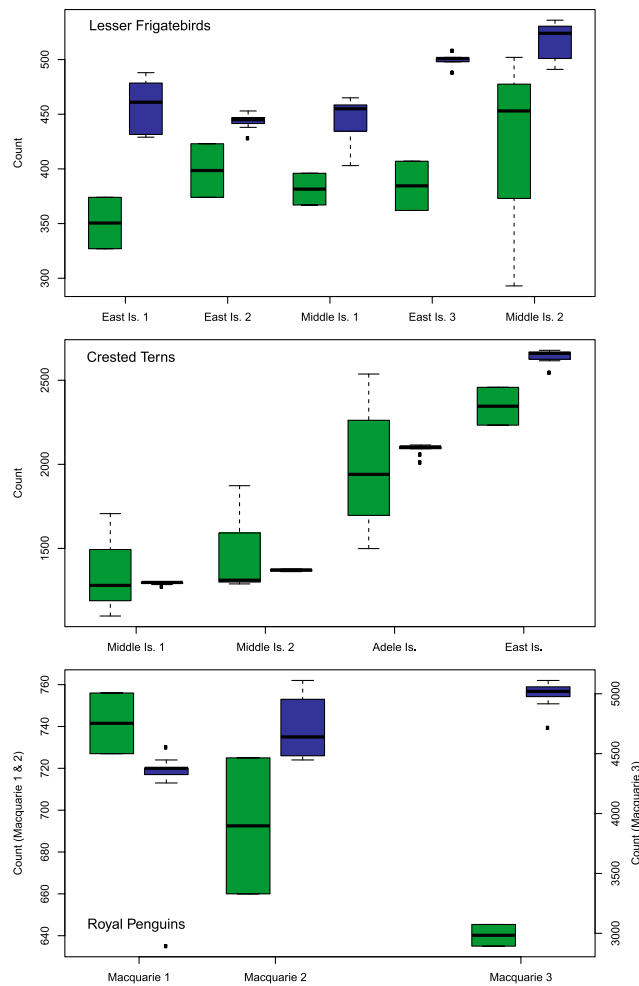 Lesser Frigatebirds
Count
500
450
400
350
300
East Is. 1 East Is. 2 Middle Is. 1 East Is. 3 Middle Is. 2
Crested Terns
Count
2500
2000
1500
Middle Is. 1 Middle Is. 2 Adele Is. East Is.
Count (Macquarie 1 & 2)
760
740
720
700
680
660
640
Royal Penguins
5000
4500
4000
3500
3000
Count (Macquarie 3)
Macquarie 1 Macquarie 2 Macquarie 3